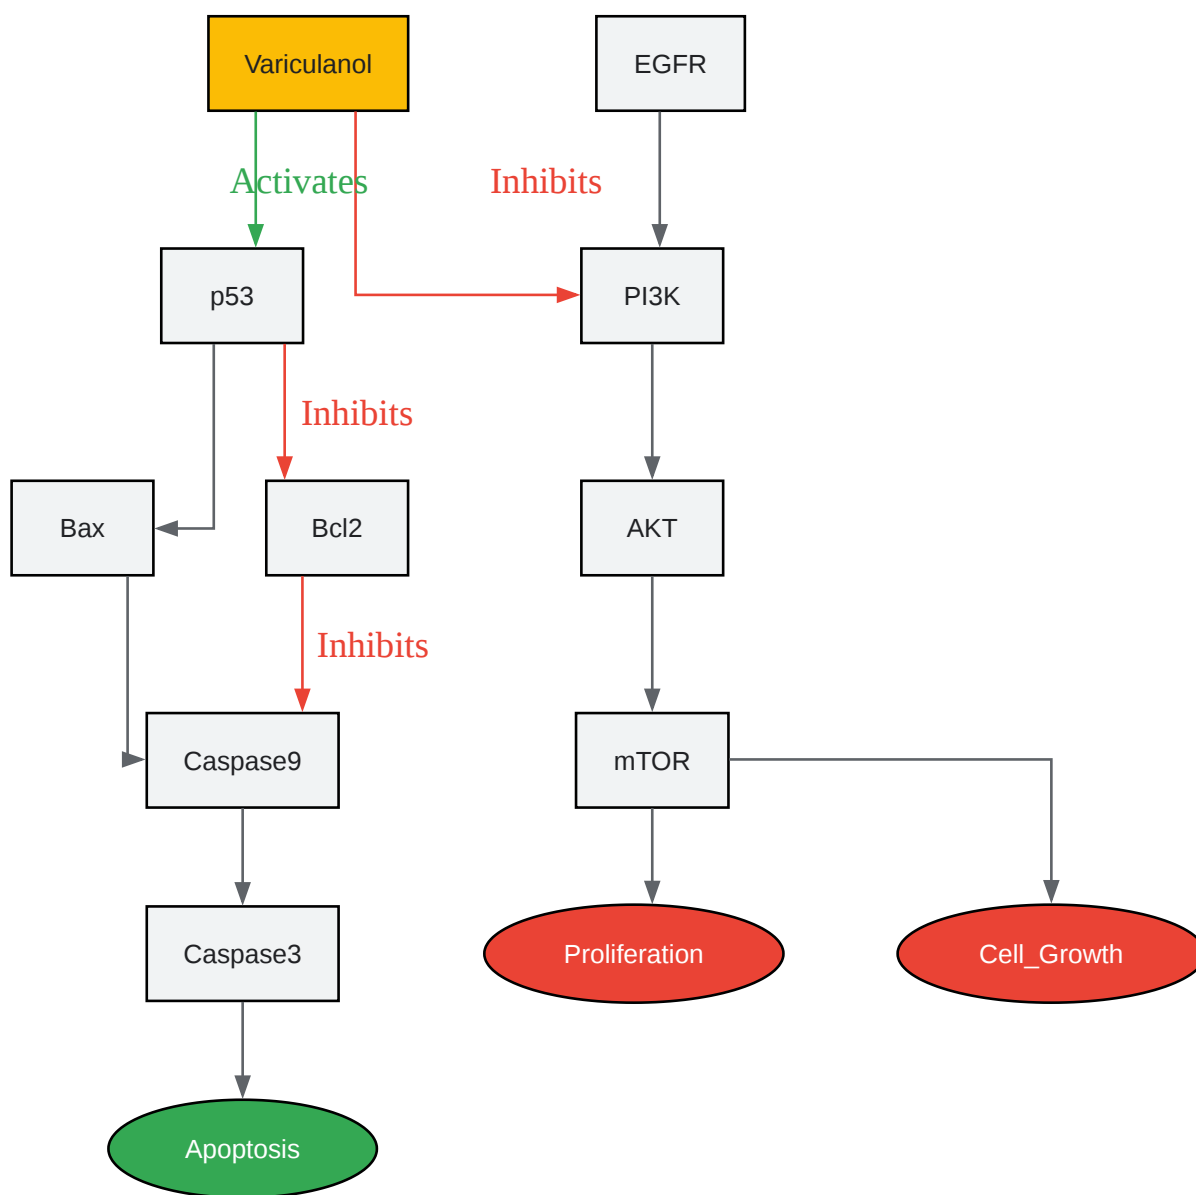 Variculanol
EGFR
Activates
Inhibits
p53
PI3K
Inhibits
Bax
Bcl2
AKT
Inhibits
Caspase9
mTOR
Caspase3
Proliferation
Cell_Growth
Apoptosis